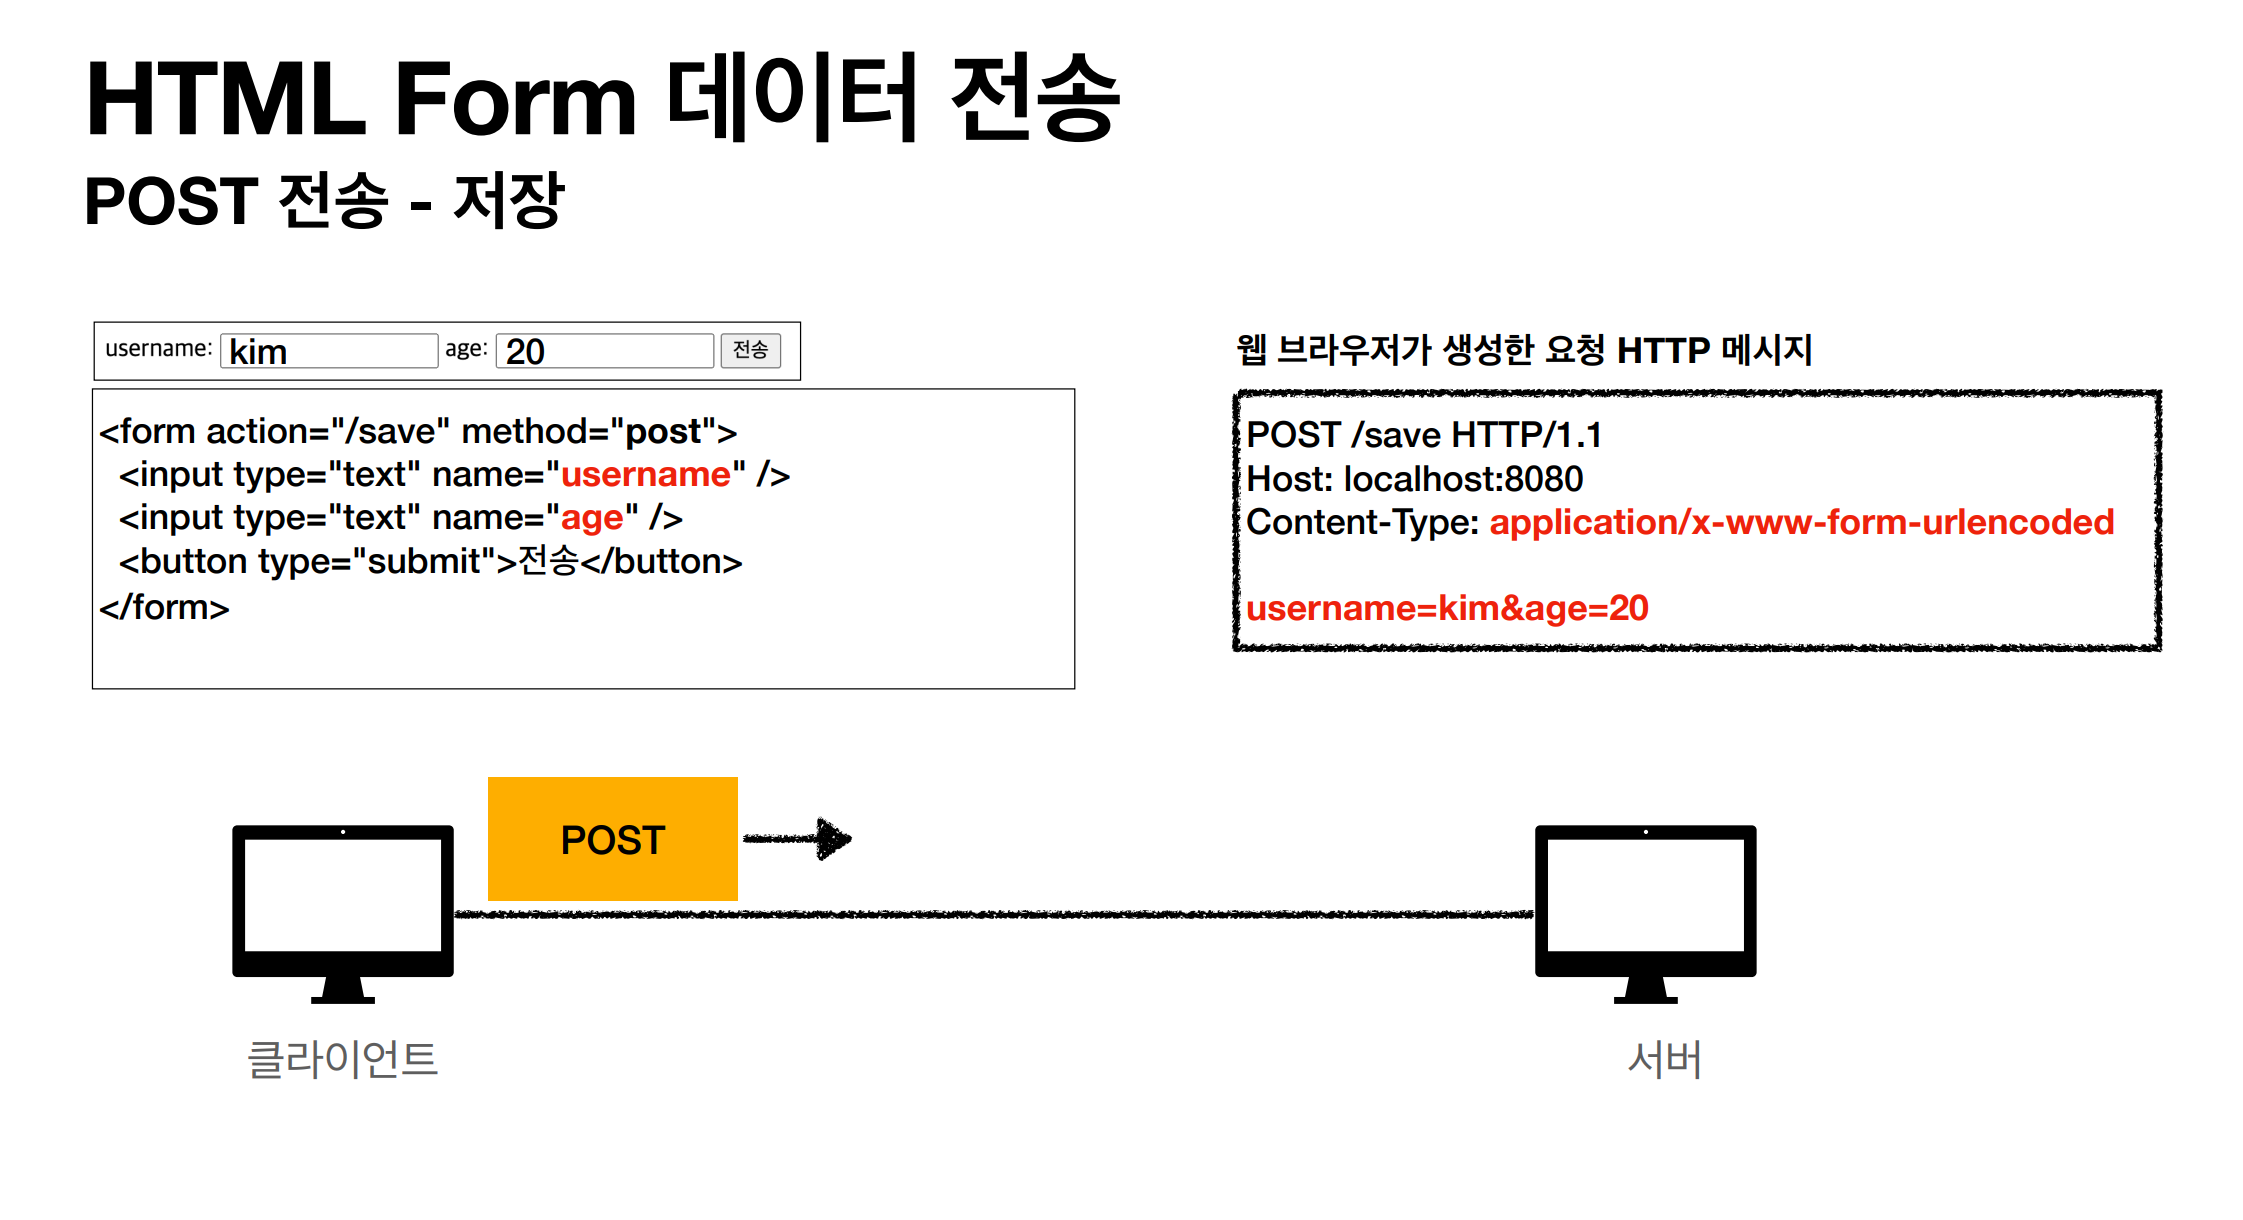 HTML Form 데이터 전송
POST 전송 - 저장
username: kim age: 20 전송
<form action="/save" method="post">
<input type="text" name="username" />
<input type="text" name="age" />
<button type="submit">전송</button>
</form>
웹 브라우저가 생성한 요청 HTTP 메시지
POST /save HTTP/1.1
Host: localhost:8080
Content-Type: application/x-www-form-urlencoded
username=kim&age=20
POST
클라이언트
서버